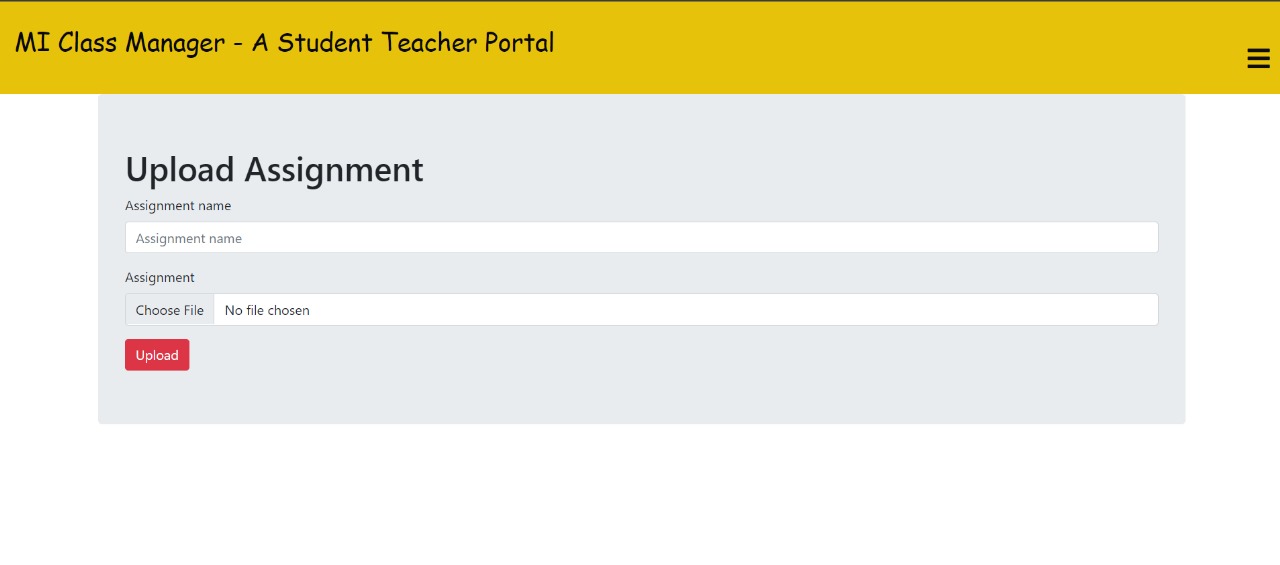 MI Class Manager - A Student Teacher Portal
Upload Assignment
Assignment name
Assignment name
Assignment
Choose File No file chosen
Upload